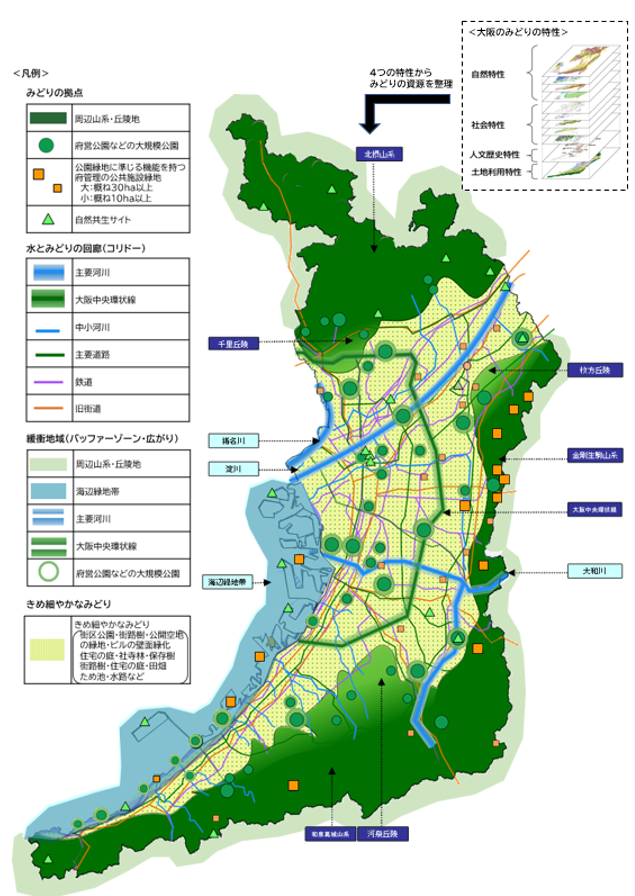 <大阪のみどりの特性>
自然特性
社会特性
人文歴史特性
土地利用特性
4つの特性から
みどりの資源を整理
<凡例>
みどりの拠点
周辺山系・丘陵地
府営公園などの大規模公園
公園緑地に準じる機能を持つ
府管理の公共施設緑地
大:概ね30ha以上
小:概ね10ha以上
自然共生サイト
水とみどりの回廊(コリドー)
主要河川
大阪中央環状線
中小河川
主要道路
鉄道
旧街道
緩衝地域(バッファーゾーン・広がり)
周辺山系・丘陵地
海辺緑地帯
主要河川
大阪中央環状線
府営公園などの大規模公園
きめ細やかなみどり
きめ細やかなみどり
街区公園・街路樹・公開空地
の緑地・ビルの壁面緑化
住宅の庭・社寺林・保存樹
街路樹・住宅の庭・田畑
ため池・水路など
北摂山系
千里丘陵
枚方丘陵
猪名川
淀川
金剛生駒山系
大阪中央環状線
海辺緑地帯
大和川
和泉葛城山系
河泉丘陵